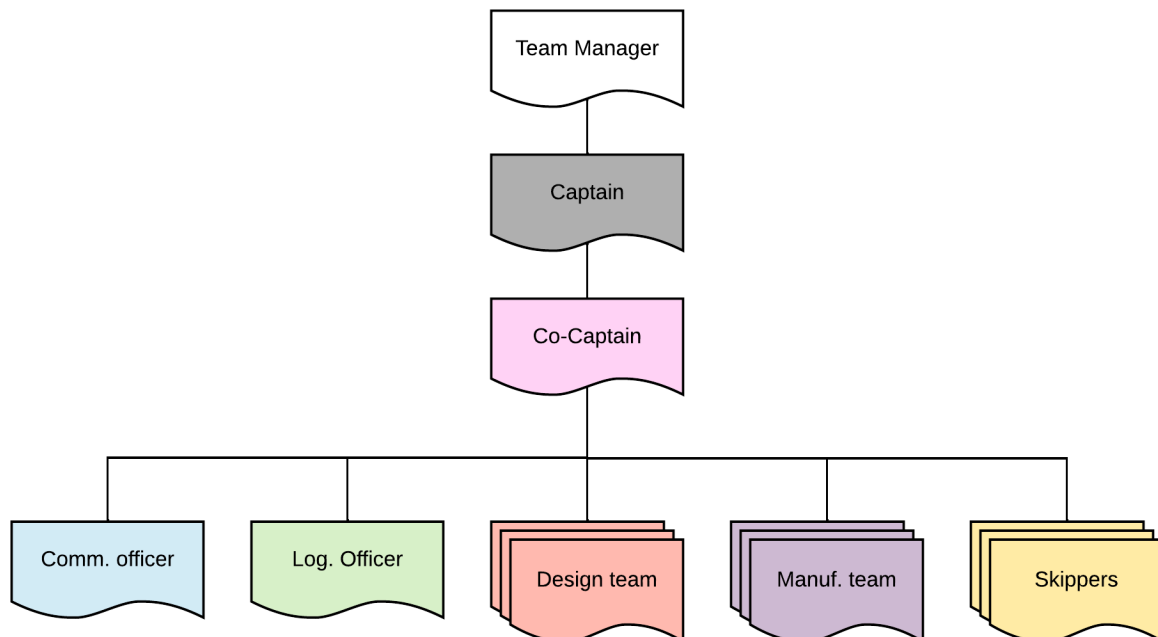 Team Manager
Captain
Co-Captain
Comm. officer
Log. Officer
Design team
Manuf. team
Skippers